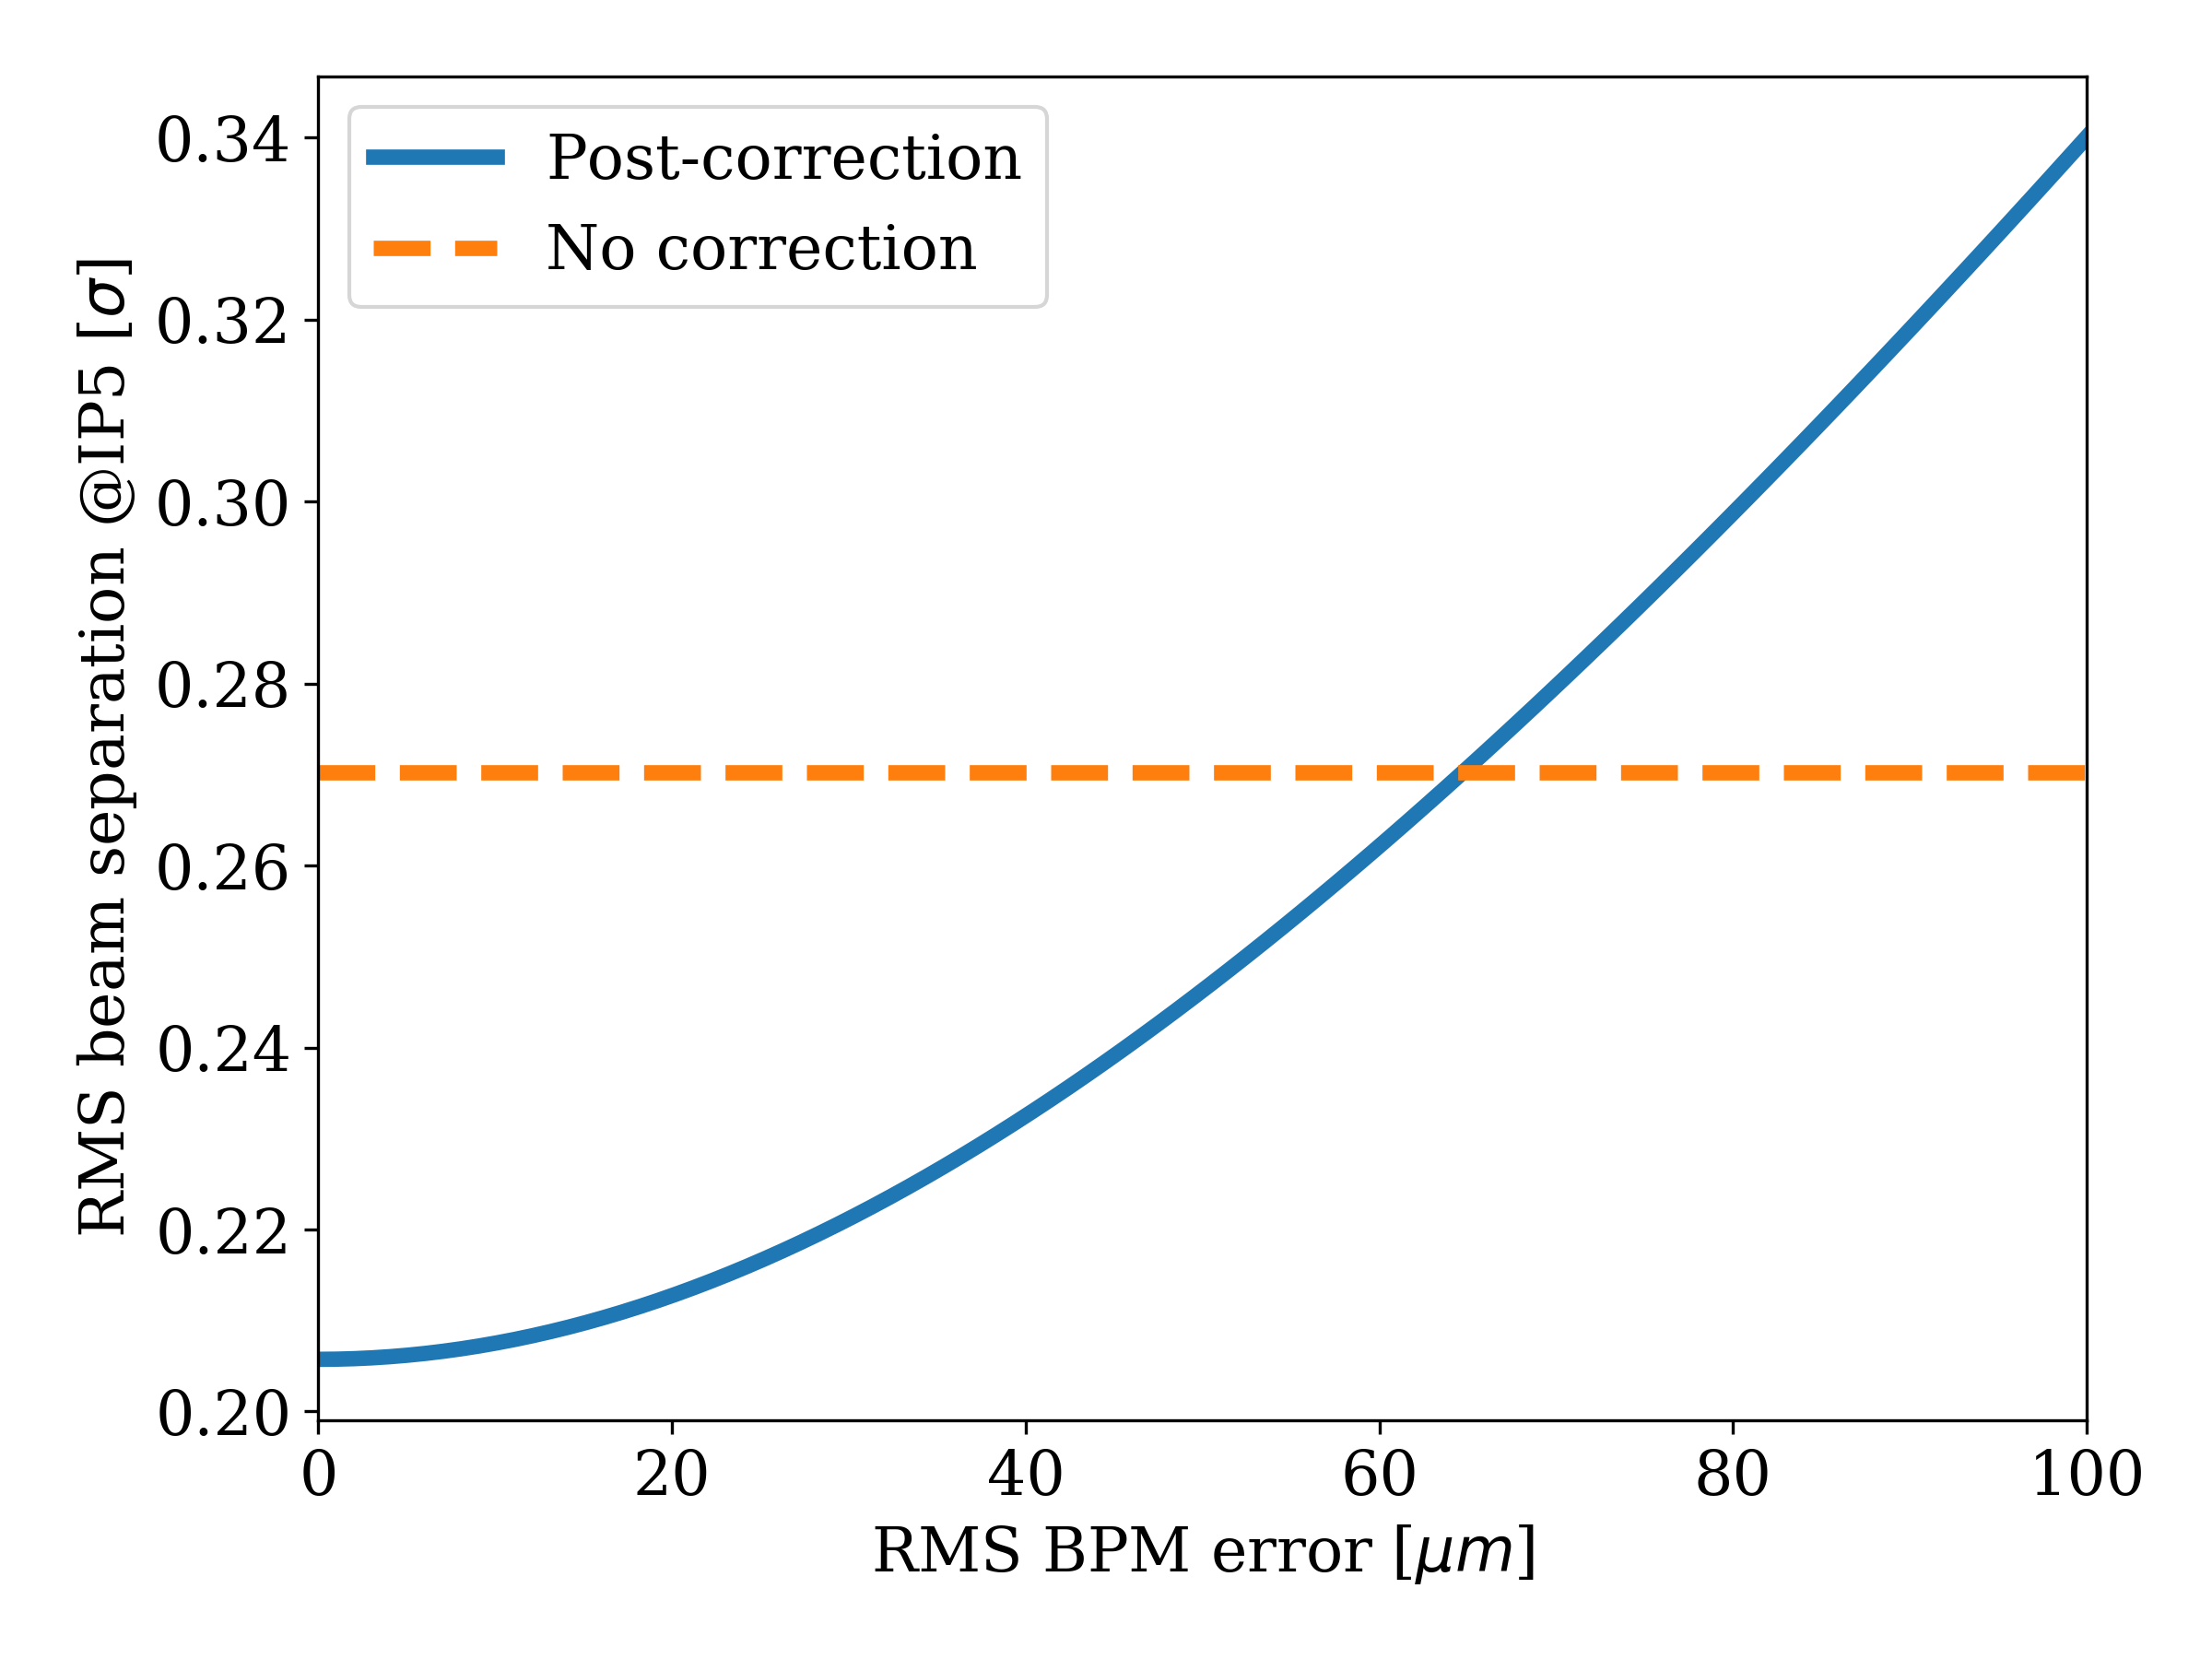 Post-correction
No correction
RMS beam separation @IP5 [σ]
0.34
0.32
0.30
0.28
0.26
0.24
0.22
0.20
0 20 40 60 80 100
RMS BPM error [μm]